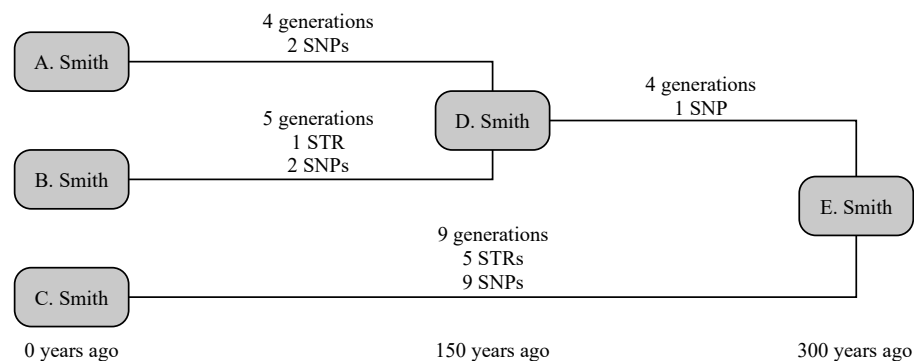 4 generations
2 SNPs
A. Smith
4 generations
1 SNP
5 generations
1 STR
2 SNPs
D. Smith
B. Smith
E. Smith
9 generations
5 STRs
9 SNPs
C. Smith
0 years ago
150 years ago
300 years ago